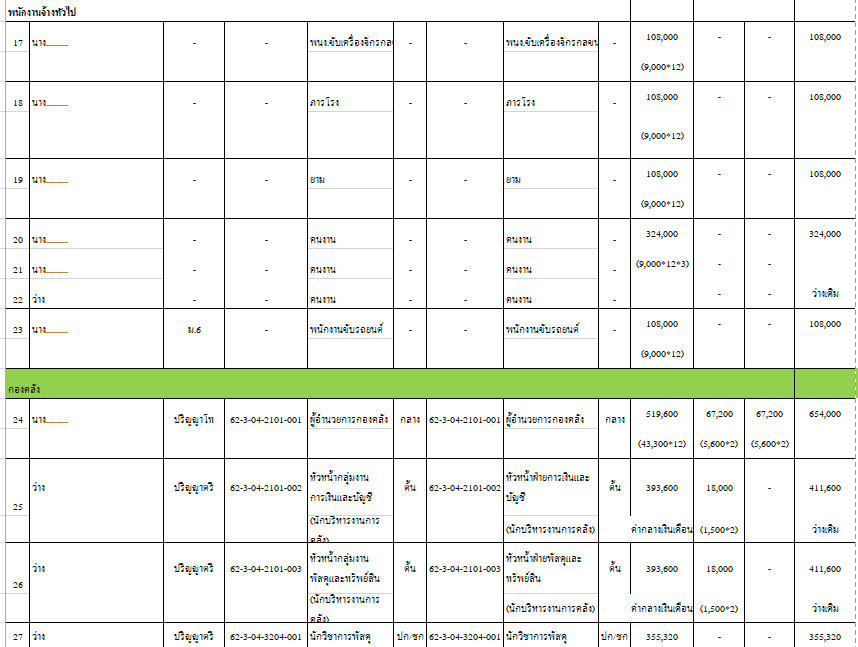 พนักงานจ้างทั่วไป
17 นาง - - พนง.ขับเครื่องจักรกล - - พนง.ขับเครื่องจักรกลขน - 108,000 - - 108,000
(9,000*12)
18 นาง - - ภารโรง - - ภารโรง - 108,000 - - 108,000
(9,000*12)
19 นาง - - ยาม - - ยาม - 108,000 - - 108,000
(9,000*12)
20 นาง - - คนงาน - - คนงาน - 324,000 - - 324,000
21 นาง - - คนงาน - - คนงาน - (9,000*12*3) - -
22 ว่าง - - คนงาน - - คนงาน - - - ว่างเดิม
23 นาง ม.6 - พนักงานขับรถยนต์ - - พนักงานขับรถยนต์ - 108,000 - - 108,000
(9,000*12)
กองคลัง
24 นาง ปริญญาโท 62-3-04-2101-001 ผู้อำนวยการกองคลัง กลาง 62-3-04-2101-001 ผู้อำนวยการกองคลัง กลาง 519,600 67,200 67,200 654,000
(43,300*12) (5,600*2) (5,600*2)
25 ว่าง ปริญญาตรี 62-3-04-2101-002 หัวหน้ากลุ่มงาน ต้น 62-3-04-2101-002 หัวหน้าฝ่ายการเงินและ ต้น 393,600 18,000 - 411,600
การเงินและบัญชี บัญชี
(นักบริหารงานการ (นักบริหารงานการคลัง) ค่ากลางเงินเดือน (1,500*2) ว่างเดิม
คลัง)
26 ว่าง ปริญญาตรี 62-3-04-2101-003 หัวหน้ากลุ่มงาน ต้น 62-3-04-2101-003 หัวหน้าฝ่ายพัสดุและ ต้น 393,600 18,000 - 411,600
พัสดุและทรัพย์สิน ทรัพย์สิน
(นักบริหารงานการ (นักบริหารงานการคลัง) ค่ากลางเงินเดือน (1,500*2) ว่างเดิม
คลัง)
27 ว่าง ปริญญาตรี 62-3-04-3204-001 นักวิชาการพัสดุ ปก/ชก 62-3-04-3204-001 นักวิชาการพัสดุ ปก/ชก 355,320 - - 355,320